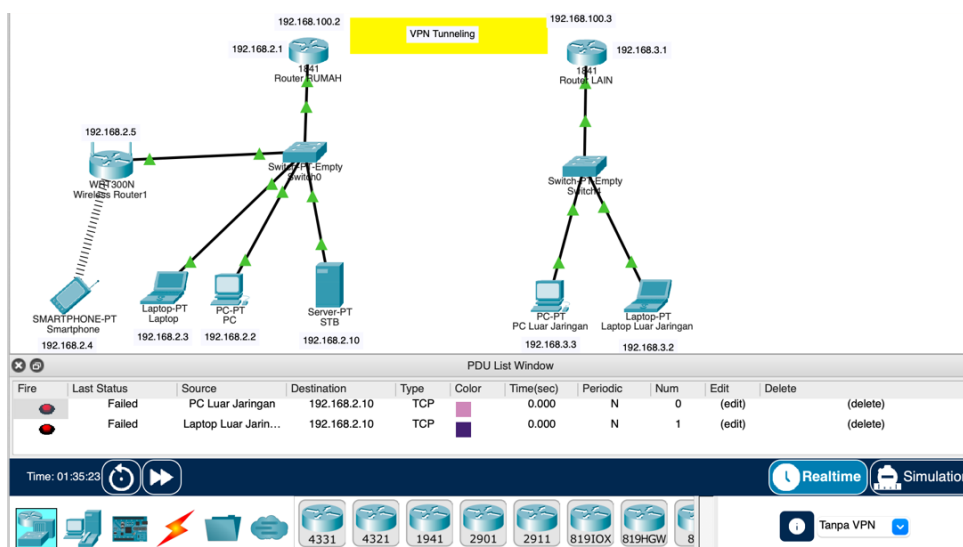 192.168.100.2
VPN Tunneling
192.168.100.3
192.168.2.1
1841
Router RUMAH
1841
Router LAIN
192.168.3.1
192.168.2.5
WRT300N
Wireless Router1
Switch-PT-Empty
Switch0
Switch-PT-Empty
Switch4
SMARTPHONE-PT
Smartphone
192.168.2.4
Laptop-PT
Laptop
192.168.2.3
PC-PT
PC
192.168.2.2
Server-PT
STB
192.168.2.10
PC-PT
PC Luar Jaringan
192.168.3.3
Laptop-PT
Laptop Luar Jaringan
192.168.3.2
PDU List Window
Fire Last Status Source Destination Type Color Time(sec) Periodic Num Edit Delete
Failed PC Luar Jaringan 192.168.2.10 TCP 0.000 N 0 (edit) (delete)
Failed Laptop Luar Jarin... 192.168.2.10 TCP 0.000 N 1 (edit) (delete)
Time: 01:35:23 Realtime Simulation
4331 4321 1941 2901 2911 819IOX 819HGW 8
Tanpa VPN